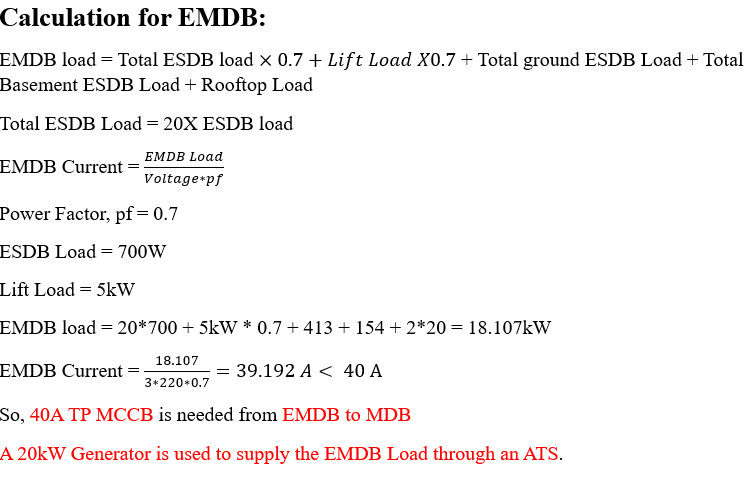 Calculation for EMDB:
EMDB load = Total ESDB load × 0.7 + Lift Load X0.7 + Total ground ESDB Load + Total
Basement ESDB Load + Rooftop Load
Total ESDB Load = 20X ESDB load
EMDB Current = EMDB Load / Voltage*pf
Power Factor, pf = 0.7
ESDB Load = 700W
Lift Load = 5kW
EMDB load = 20*700 + 5kW * 0.7 + 413 + 154 + 2*20 = 18.107kW
EMDB Current = 18.107 / 3*220*0.7 = 39.192 A < 40 A
So, 40A TP MCCB is needed from EMDB to MDB
A 20kW Generator is used to supply the EMDB Load through an ATS.